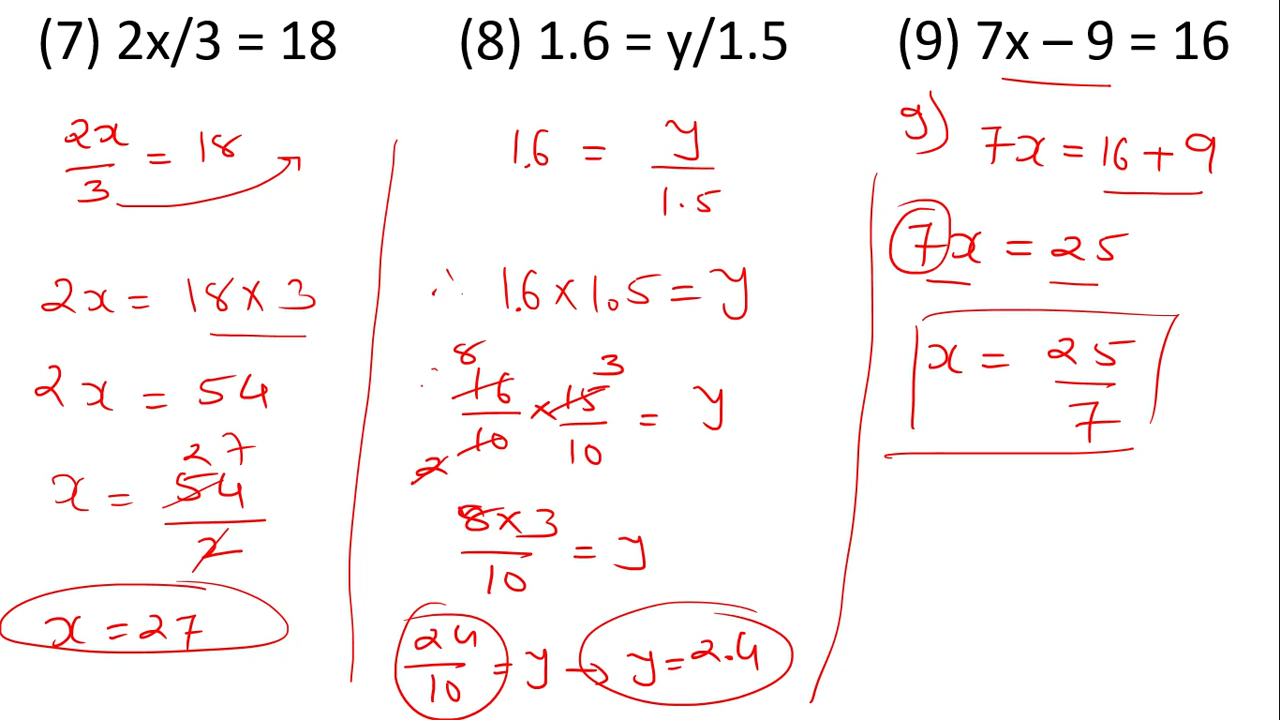 (7) 2x/3 = 18
2x/3 = 18
2x = 18 × 3
2x = 54
x = 54/2
27
x = 27
(8) 1.6 = y/1.5
1.6 = y/1.5
∴ 1.6 × 1.5 = y
∴ 16/10 × 15/10 = y
8 3
2
8 × 3/10 = y
24/10 = y → y = 2.4
(9) 7x – 9 = 16
9)
7x = 16 + 9
7x = 25
x = 25/7